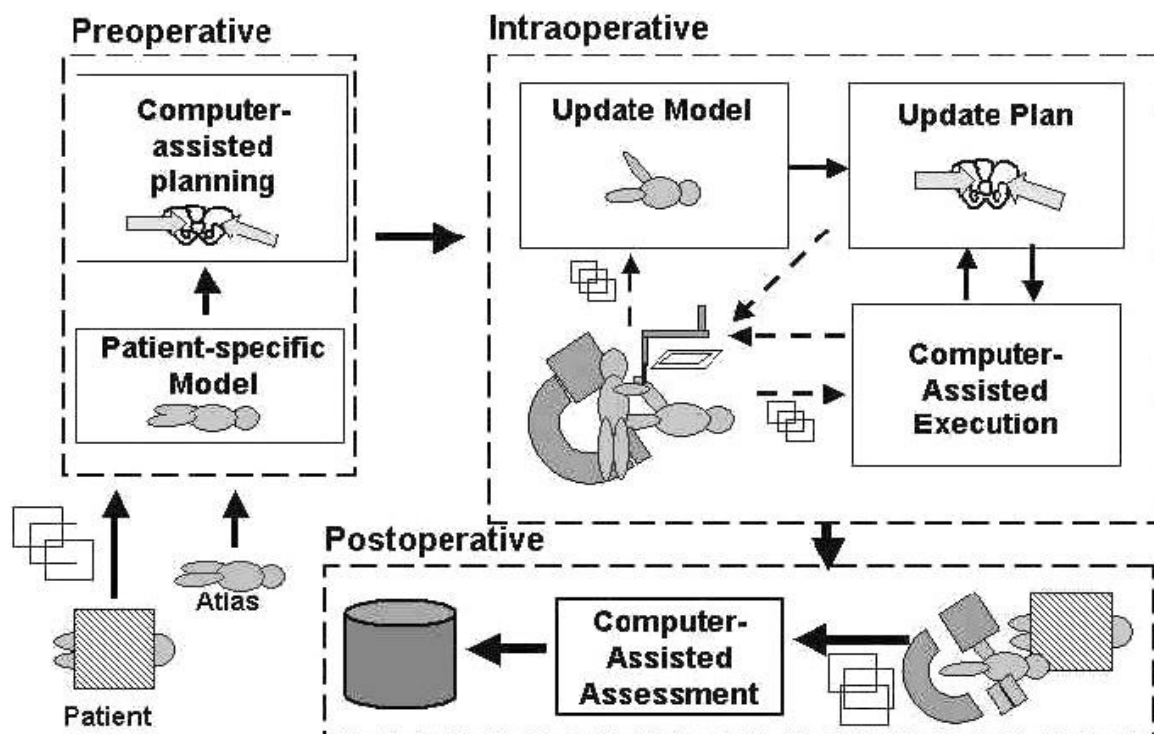 Preoperative
Computer-
assisted
planning
Patient-specific
Model
Atlas
Patient
Intraoperative
Update Model
Update Plan
Computer-
Assisted
Execution
Postoperative
Computer-
Assisted
Assessment